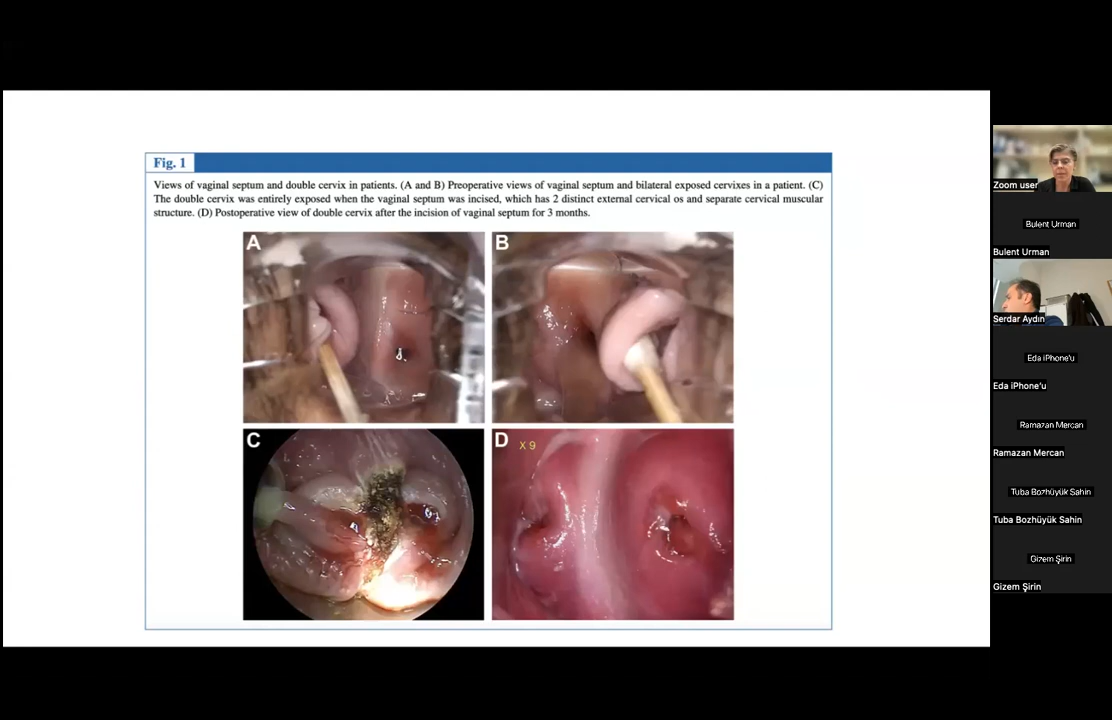 Fig. 1
Views of vaginal septum and double cervix in patients. (A and B) Preoperative views of vaginal septum and bilateral exposed cervixes in a patient. (C)
The double cervix was entirely exposed when the vaginal septum was incised, which has 2 distinct external cervical os and separate cervical muscular
structure. (D) Postoperative view of double cervix after the incision of vaginal septum for 3 months.
A
B
C
D
X 9
Zoom user
Bulent Urman
Bulent Urman
Serdar Aydın
Eda iPhone'u
Eda iPhone'u
Ramazan Mercan
Ramazan Mercan
Tuba Bozhüyük Sahin
Tuba Bozhüyük Sahin
Gizem Şirin
Gizem Şirin